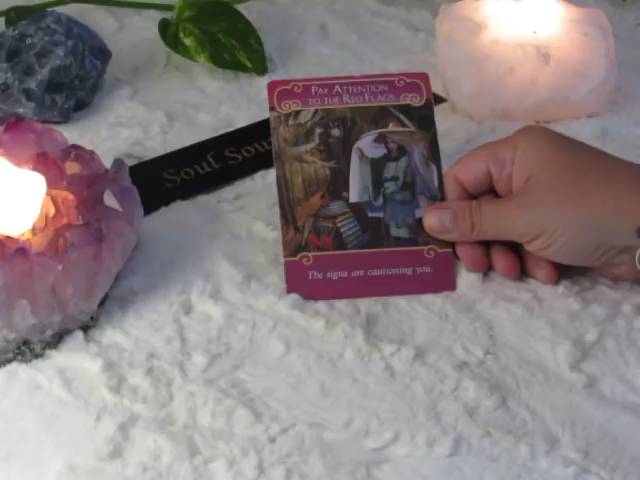 Pay Attention
to the Red Flags
The signs are cautioning you.
Soul Sou